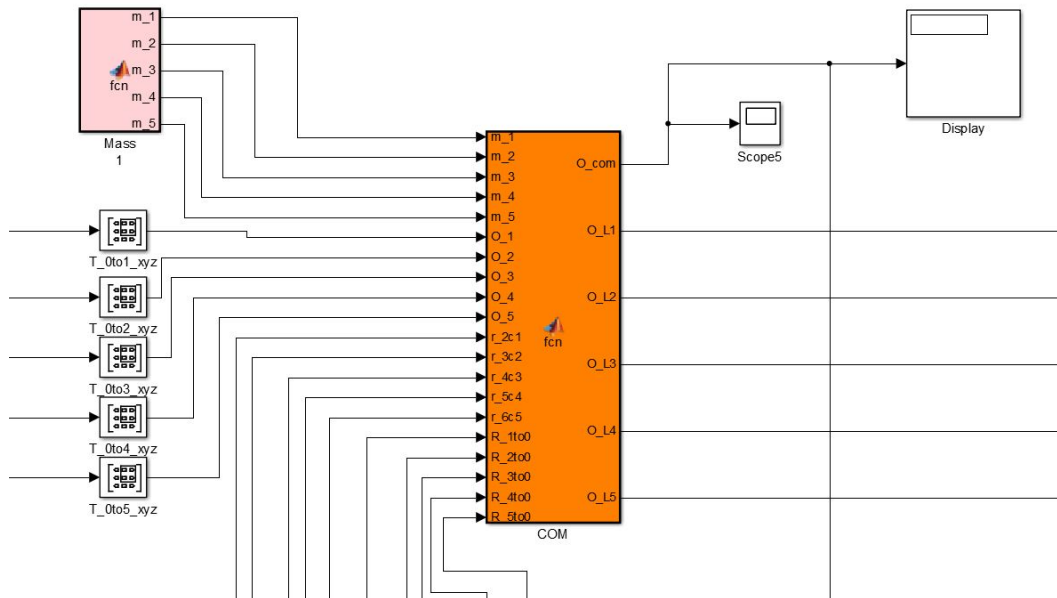 m_1
m_2
m_3
m_4
m_5
fcn
Mass
1
T_0to1_xyz
T_0to2_xyz
T_0to3_xyz
T_0to4_xyz
T_0to5_xyz
m_1
m_2
m_3
m_4
m_5
O_1
O_2
O_3
O_4
O_5
r_2c1
r_3c2
r_4c3
r_5c4
r_6c5
R_1to0
R_2to0
R_3to0
R_4to0
R_5to0
fcn
O_com
O_L1
O_L2
O_L3
O_L4
O_L5
COM
Scope5
Display